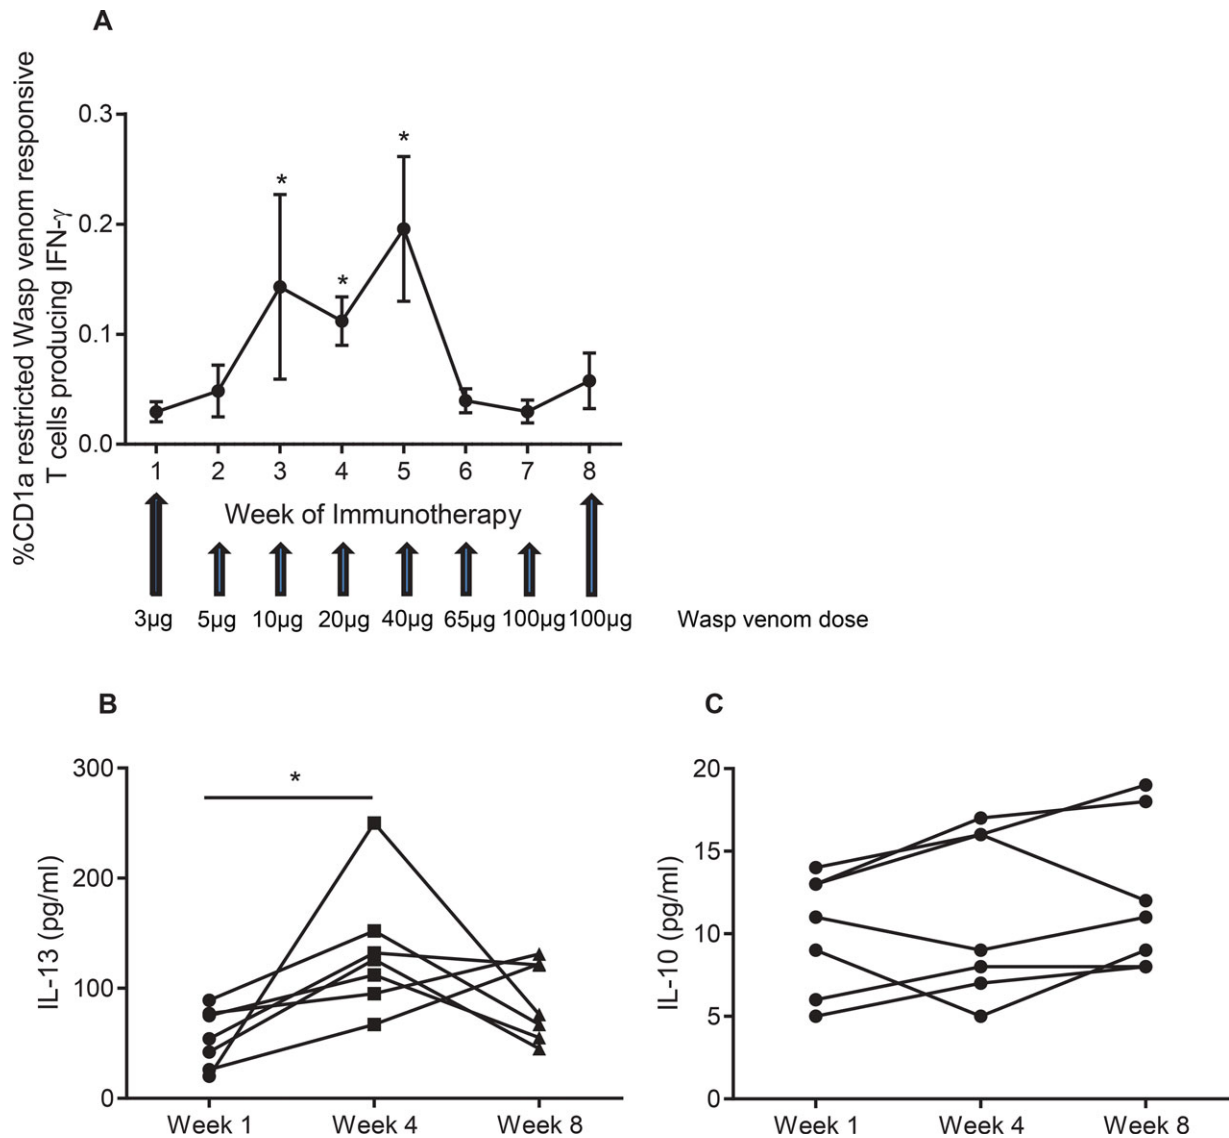 A
%CD1a restricted Wasp venom responsive
T cells producing IFN-γ
0.3
0.2
0.1
0.0
*
*
*
1 2 3 4 5 6 7 8
Week of Immunotherapy
3µg 5µg 10µg 20µg 40µg 65µg 100µg 100µg Wasp venom dose
B
IL-13 (pg/ml)
300
200
100
0
*
Week 1 Week 4 Week 8
C
IL-10 (pg/ml)
20
15
10
5
0
Week 1 Week 4 Week 8